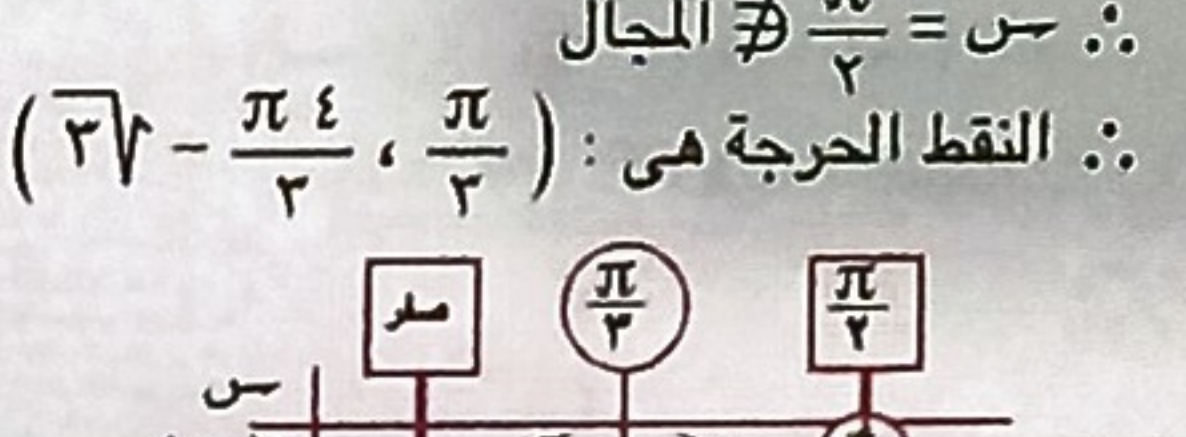 ∴ س = π/٢ ∌ المجال
∴ النقط الحرجة هى : ( π/٣ ، ٤π/٣ − √٣ )
صفر π/٣ π/٢
س